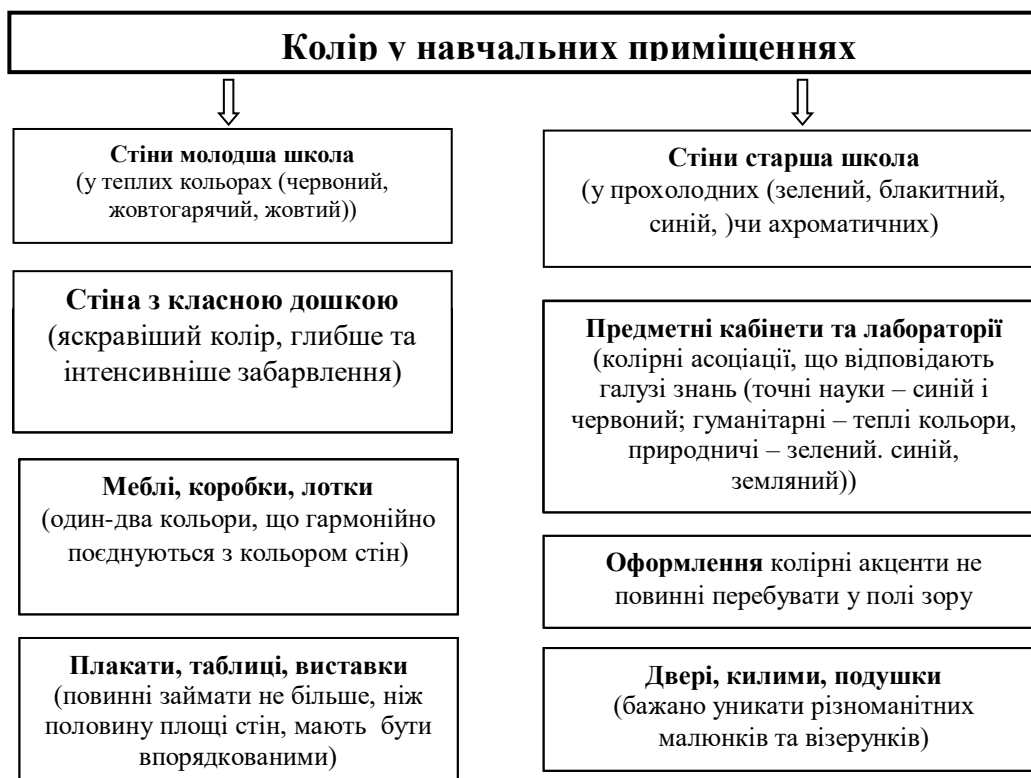 Колір у навчальних приміщеннях
Стіни молодша школа
(у теплих кольорах (червоний,
жовтогарячий, жовтий))
Стіна з класною дошкою
(яскравіший колір, глибше та
інтенсивніше забарвлення)
Меблі, коробки, лотки
(один-два кольори, що гармонійно
поєднуються з кольором стін)
Плакати, таблиці, виставки
(повинні займати не більше, ніж
половину площі стін, мають бути
впорядкованими)
Стіни старша школа
(у прохолодних (зелений, блакитний,
синій, )чи ахроматичних)
Предметні кабінети та лабораторії
(колірні асоціації, що відповідають
галузі знань (точні науки – синій і
червоний; гуманітарні – теплі кольори,
природничі – зелений. синій,
земляний))
Оформлення колірні акценти не
повинні перебувати у полі зору
Двері, килими, подушки
(бажано уникати різноманітних
малюнків та візерунків)